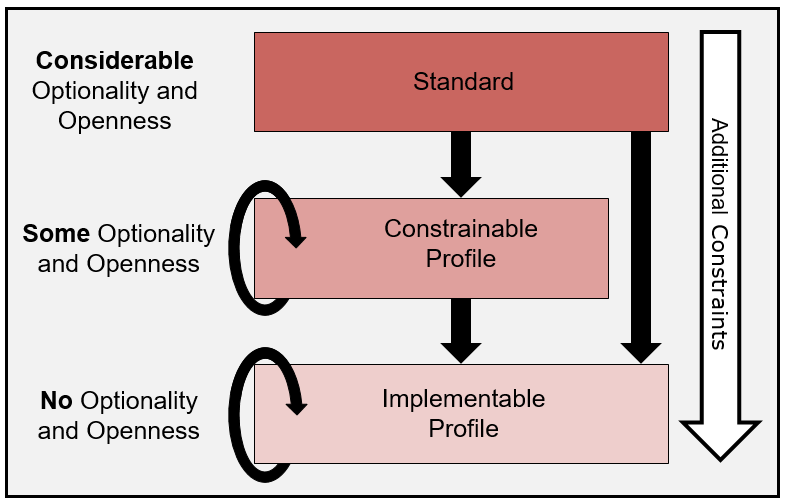 Considerable
Optionality and
Openness
Standard
Some Optionality
and Openness
Constrainable
Profile
No Optionality
and Openness
Implementable
Profile
Additional Constraints